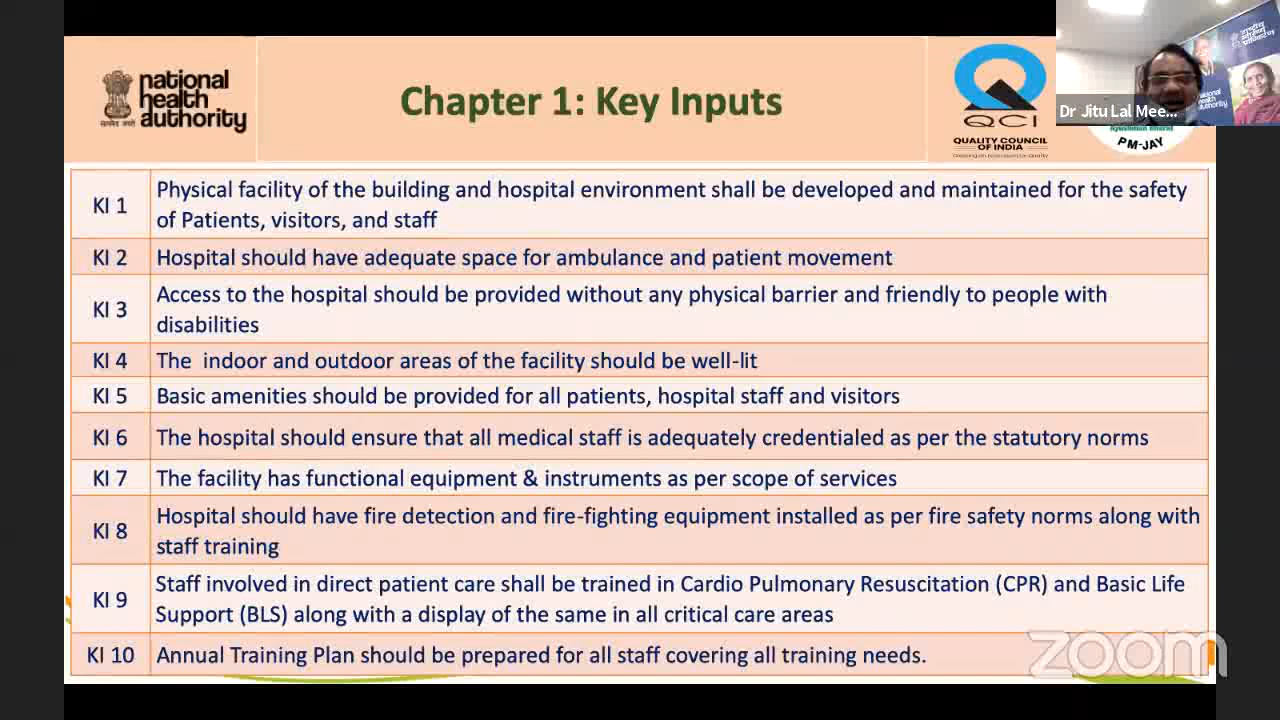 national
health
authority
सत्यमेव जयते
Chapter 1: Key Inputs
QCI
QUALITY COUNCIL
OF INDIA
Dr Jitu Lal Mee...
national
health
authority
Ayushman Bharat
PM-JAY
KI 1
Physical facility of the building and hospital environment shall be developed and maintained for the safety
of Patients, visitors, and staff
KI 2
Hospital should have adequate space for ambulance and patient movement
KI 3
Access to the hospital should be provided without any physical barrier and friendly to people with
disabilities
KI 4
The indoor and outdoor areas of the facility should be well-lit
KI 5
Basic amenities should be provided for all patients, hospital staff and visitors
KI 6
The hospital should ensure that all medical staff is adequately credentialed as per the statutory norms
KI 7
The facility has functional equipment & instruments as per scope of services
KI 8
Hospital should have fire detection and fire-fighting equipment installed as per fire safety norms along with
staff training
KI 9
Staff involved in direct patient care shall be trained in Cardio Pulmonary Resuscitation (CPR) and Basic Life
Support (BLS) along with a display of the same in all critical care areas
KI 10
Annual Training Plan should be prepared for all staff covering all training needs.
zoom